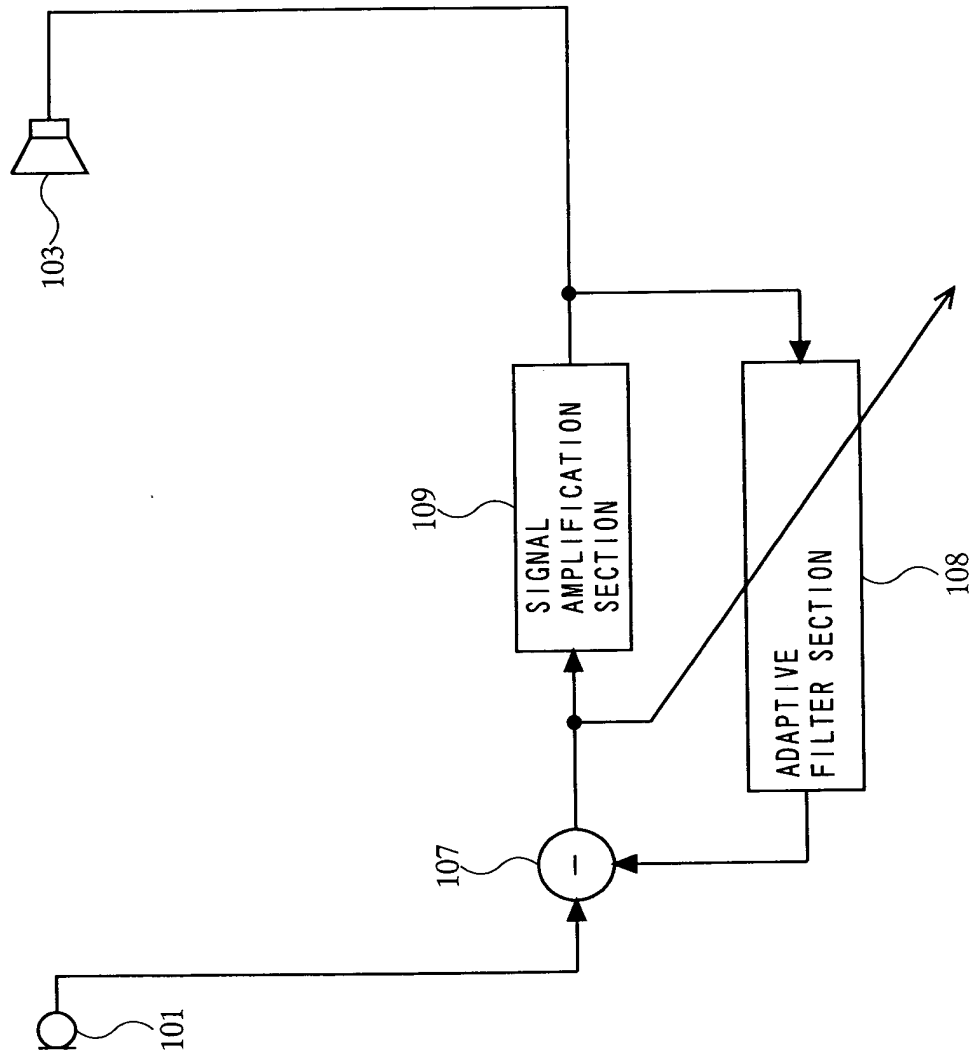 103
109
SIGNAL
AMPLIFICATION
SECTION
107
−
101
ADAPTIVE
FILTER SECTION
108